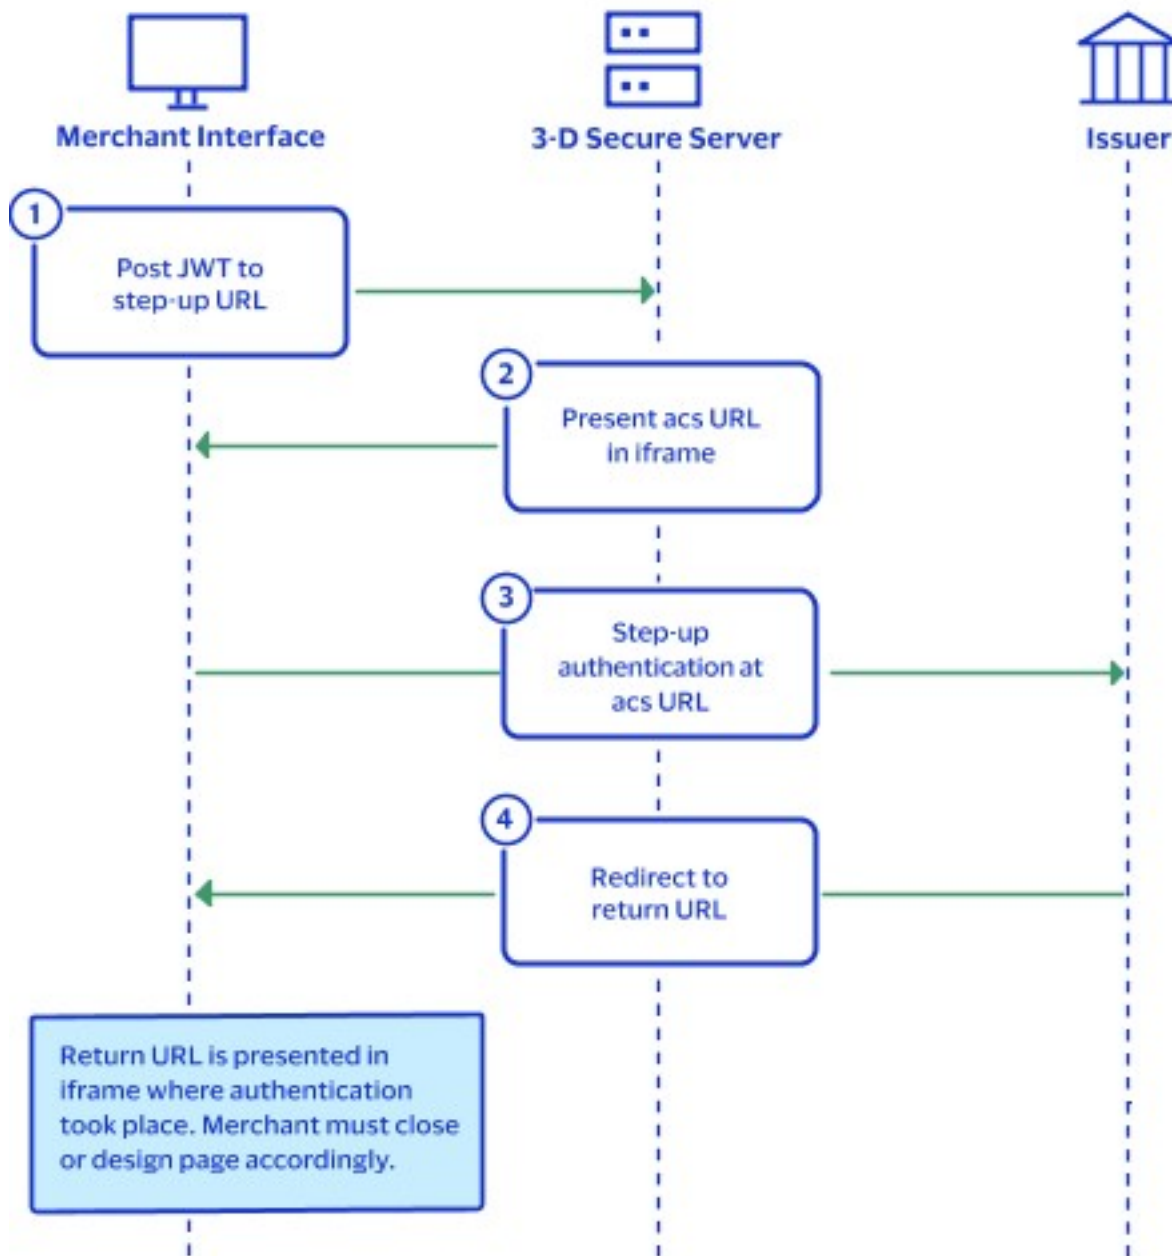 Merchant Interface
3-D Secure Server
Issuer
1
Post JWT to
step-up URL
2
Present acs URL
in iframe
3
Step-up
authentication at
acs URL
4
Redirect to
return URL
Return URL is presented in
iframe where authentication
took place. Merchant must close
or design page accordingly.